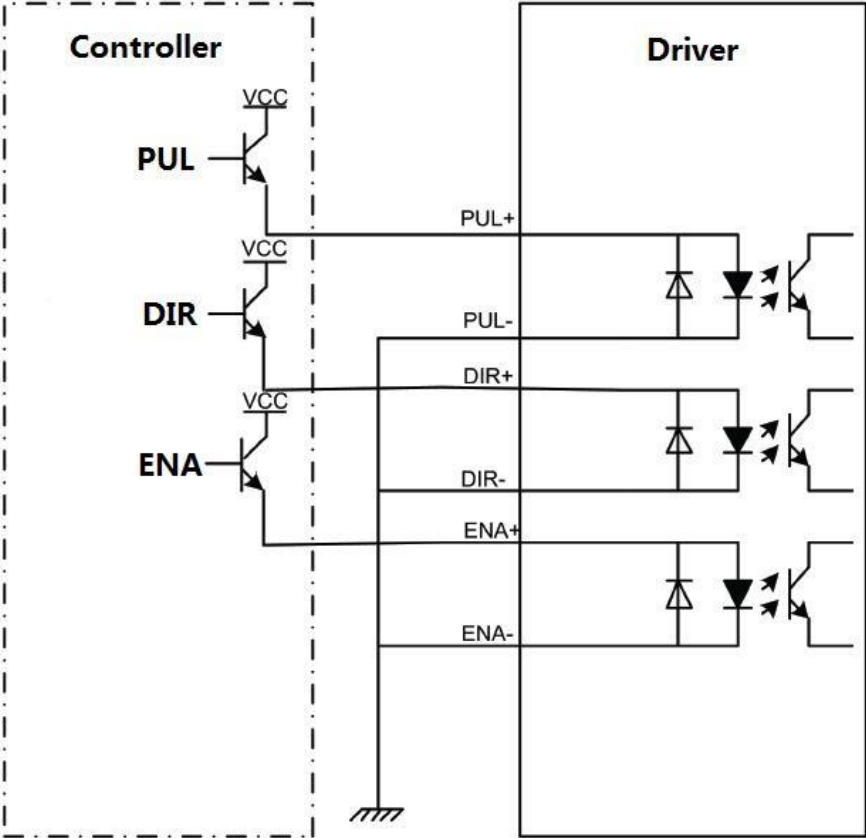 Controller
Driver
VCC
PUL
PUL+
VCC
DIR
PUL-
DIR+
VCC
ENA
DIR-
ENA+
ENA-